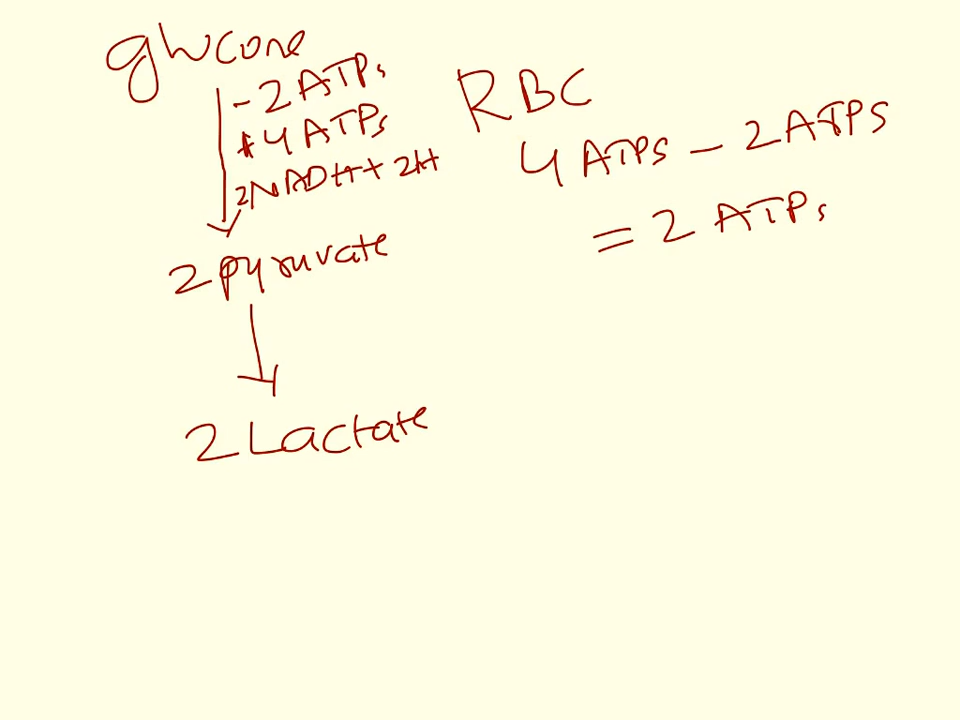 glucose
- 2 ATPs
+ 4 ATPs
2NADH + 2H
2 pyruvate
2 Lactate
RBC
4 ATPS - 2 ATPS
= 2 ATPs